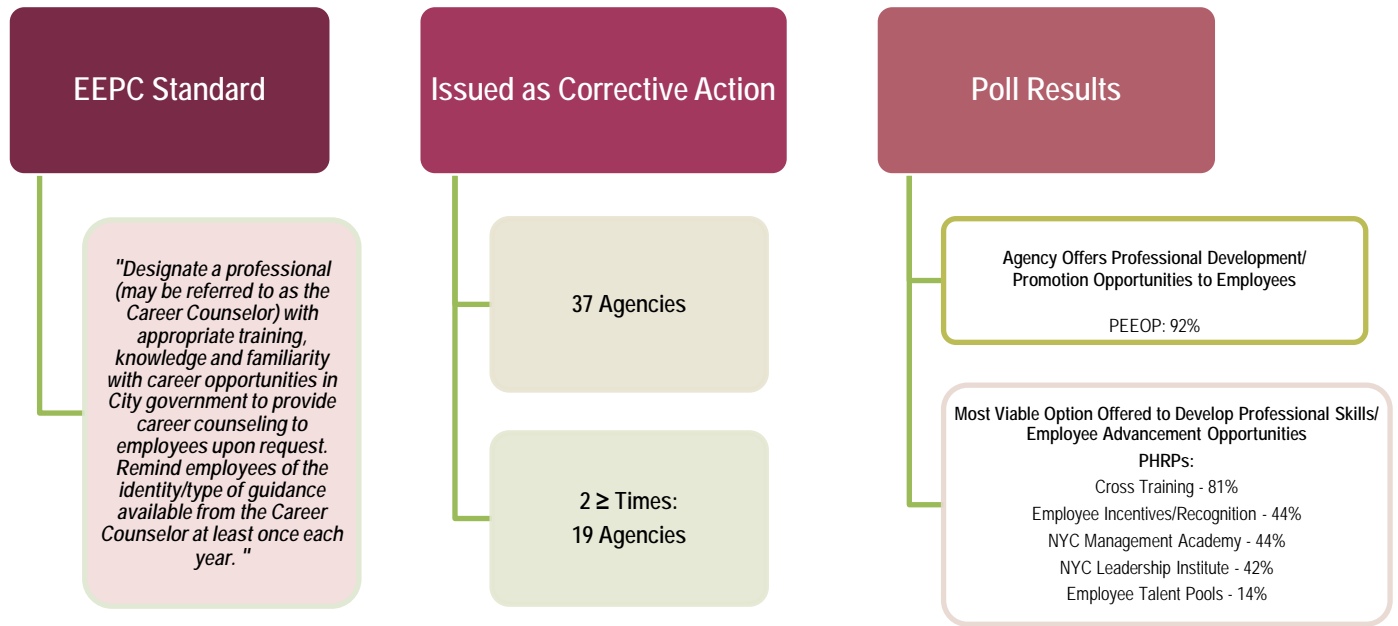 EEPC Standard
"Designate a professional
(may be referred to as the
Career Counselor) with
appropriate training,
knowledge and familiarity
with career opportunities in
City government to provide
career counseling to
employees upon request.
Remind employees of the
identity/type of guidance
available from the Career
Counselor at least once each
year. "
Issued as Corrective Action
37 Agencies
2 ≥ Times:
19 Agencies
Poll Results
Agency Offers Professional Development/
Promotion Opportunities to Employees
PEEOP: 92%
Most Viable Option Offered to Develop Professional Skills/
Employee Advancement Opportunities
PHRPs:
Cross Training - 81%
Employee Incentives/Recognition - 44%
NYC Management Academy - 44%
NYC Leadership Institute - 42%
Employee Talent Pools - 14%